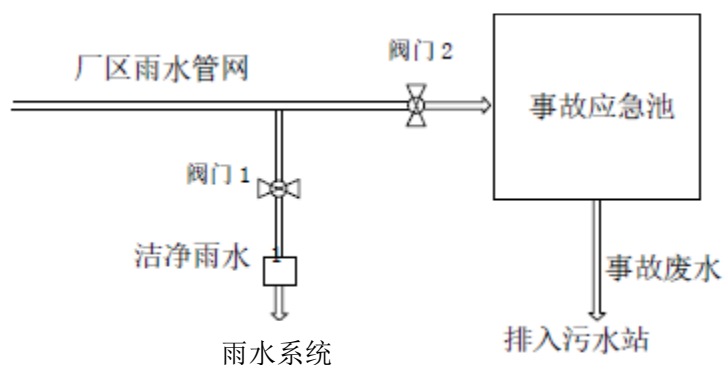 厂区雨水管网
阀门 2
事故应急池
阀门 1
洁净雨水
1
事故废水
雨水系统
排入污水站